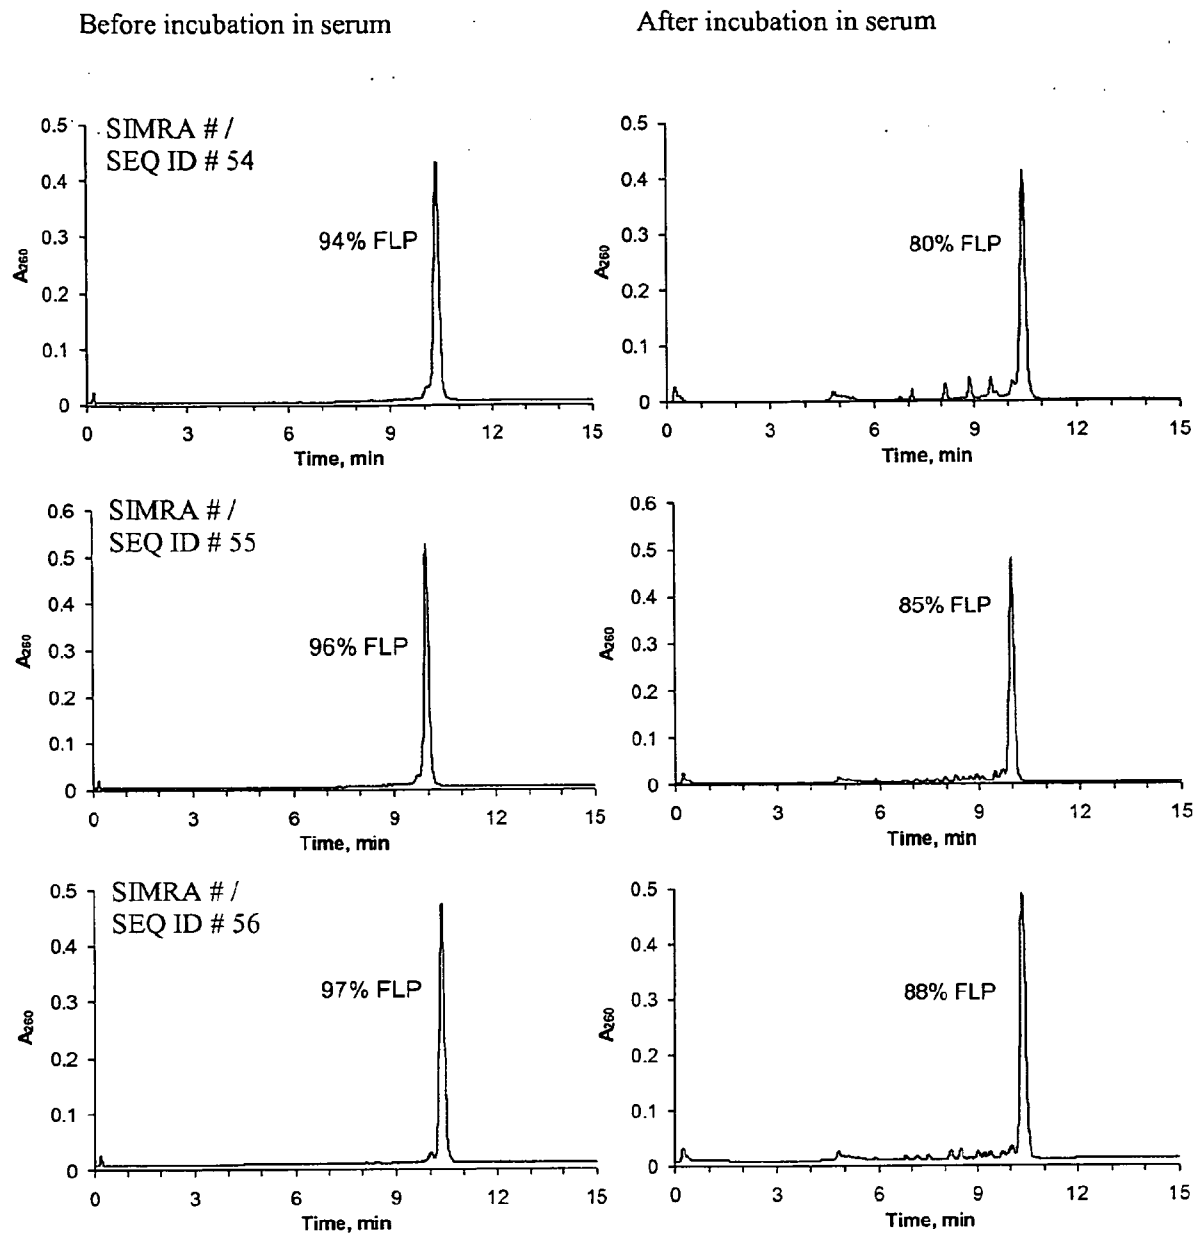 Before incubation in serum
After incubation in serum
SIMRA # /
SEQ ID # 54
94% FLP
A260
0.5
0.4
0.3
0.2
0.1
0
0 3 6 9 12 15
Time, min
80% FLP
A260
0.5
0.4
0.3
0.2
0.1
0
0 3 6 9 12 15
Time, min
SIMRA # /
SEQ ID # 55
96% FLP
A260
0.6
0.5
0.4
0.3
0.2
0.1
0
0 3 6 9 12 15
Time, min
85% FLP
A260
0.6
0.5
0.4
0.3
0.2
0.1
0
0 3 6 9 12 15
Time, min
SIMRA # /
SEQ ID # 56
97% FLP
A260
0.5
0.4
0.3
0.2
0.1
0
0 3 6 9 12 15
Time, min
88% FLP
A260
0.5
0.4
0.3
0.2
0.1
0
0 3 6 9 12 15
Time, min